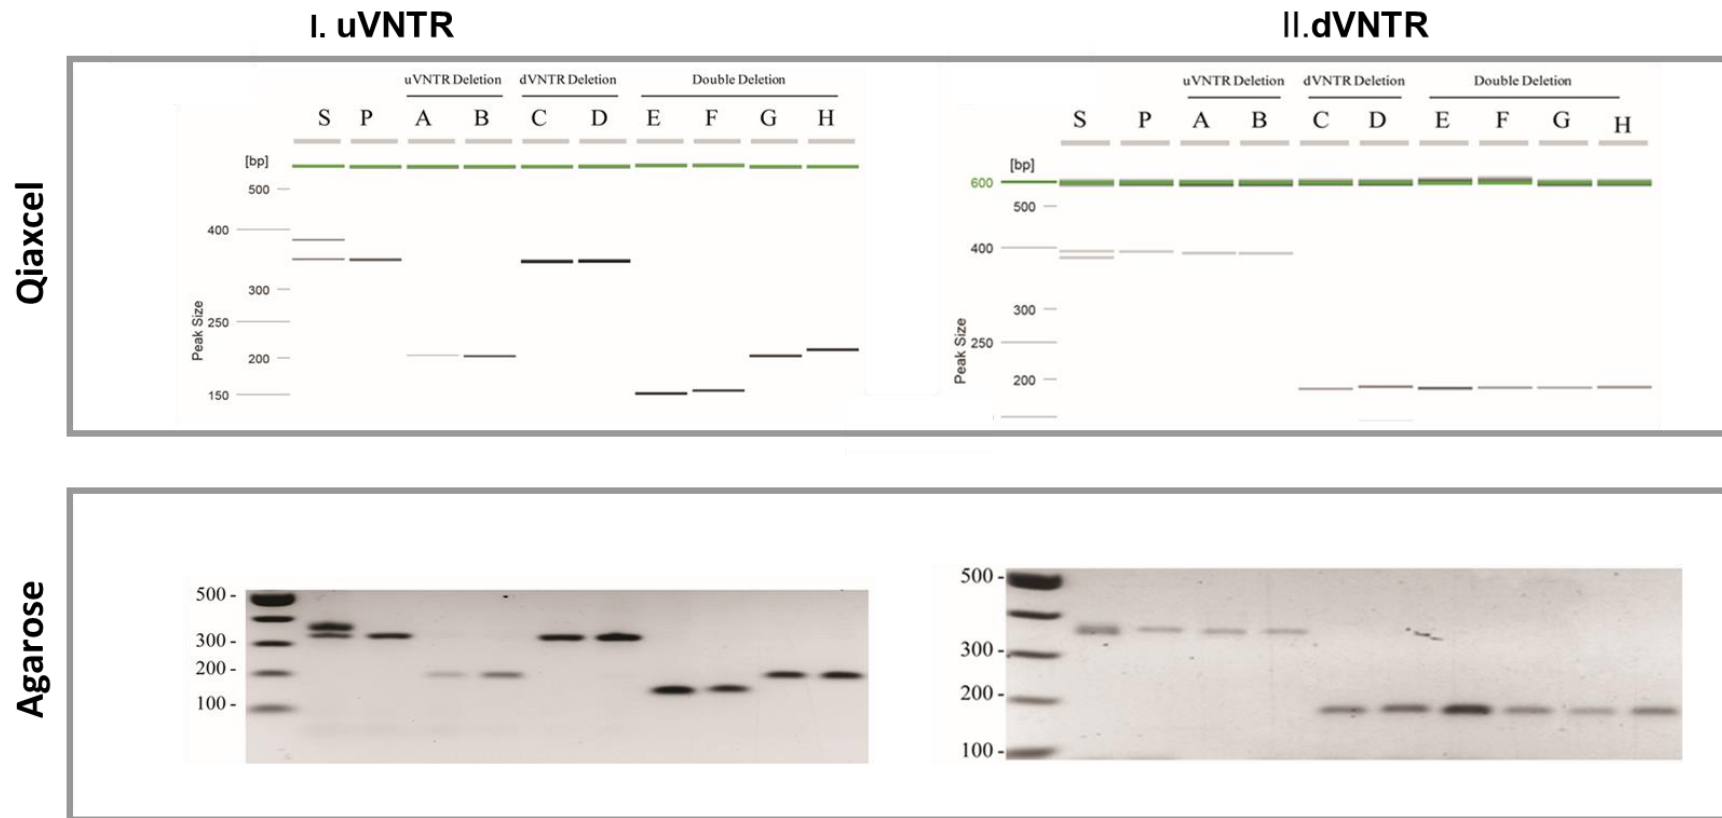 I. uVNTR
II.dVNTR
Qiaxcel
uVNTR Deletion
dVNTR Deletion
Double Deletion
S P A B C D E F G H
[bp]
500
400
300
250
200
150
Peak Size
uVNTR Deletion
dVNTR Deletion
Double Deletion
S P A B C D E F G H
[bp]
600
500
400
300
250
200
Peak Size
Agarose
500 -
300 -
200 -
100 -
500 -
300 -
200 -
100 -